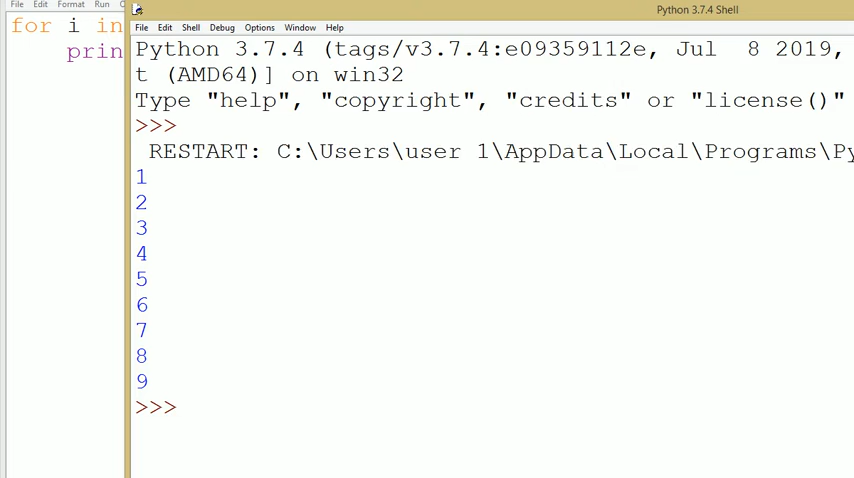 File Edit Format Run
for i in
prin
Python 3.7.4 Shell
File Edit Shell Debug Options Window Help
Python 3.7.4 (tags/v3.7.4:e09359112e, Jul 8 2019,
t (AMD64)] on win32
Type "help", "copyright", "credits" or "license()"
>>>
RESTART: C:\Users\user 1\AppData\Local\Programs\Py
1
2
3
4
5
6
7
8
9
>>>